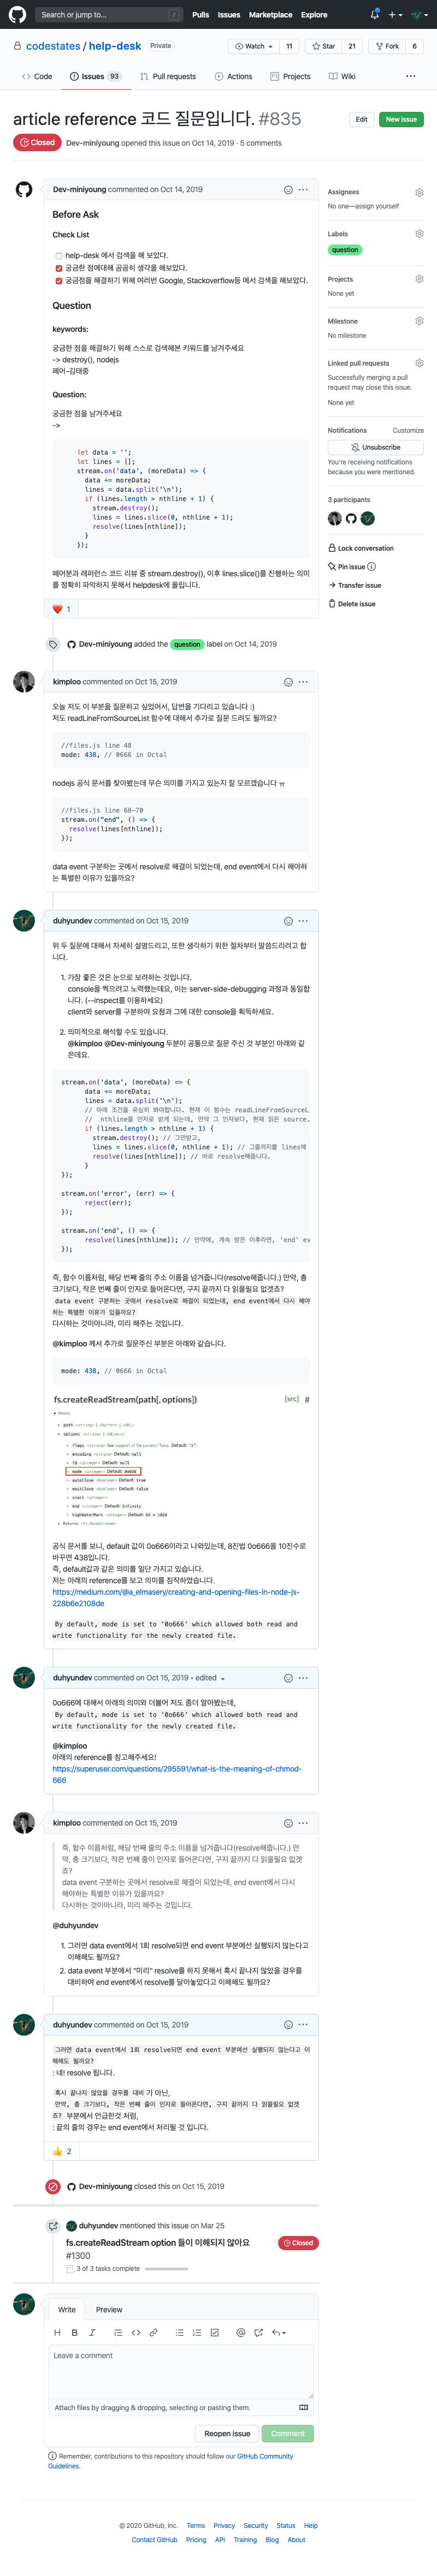 Search or jump to...
/
Pulls
Issues
Marketplace
Explore
codestates / help-desk
Private
Watch
11
Star
21
Fork
6
Code
Issues 93
Pull requests
Actions
Projects
Wiki
article reference 코드 질문입니다. #835
Edit
New issue
Closed
Dev-miniyoung opened this issue on Oct 14, 2019 · 5 comments
Dev-miniyoung commented on Oct 14, 2019
Before Ask
Check List
help-desk 에서 검색을 해 보았다.
궁금한 점에대해 곰곰히 생각을 해보았다.
궁금점을 해결하기 위해 여러번 Google, Stackoverflow등 에서 검색을 해보았다.
Question
keywords:
궁금한 점을 해결하기 위해 스스로 검색해본 키워드를 남겨주세요
-> destroy(), nodejs
페어-김태중
Question:
궁금한 점을 남겨주세요
->
let data = '';
let lines = [];
stream.on('data', (moreData) => {
data += moreData;
lines = data.split('\n');
if (lines.length > nthline + 1) {
stream.destroy();
lines = lines.slice(0, nthline + 1);
resolve(lines[nthline]);
}
});
페어분과 레퍼런스 코드 리뷰 중 stream.destroy(), 이후 lines.slice()를 진행하는 의미
를 정확히 파악하지 못해서 helpdesk에 올립니다.
❤️ 1
Dev-miniyoung added the question label on Oct 14, 2019
Assignees
No one—assign yourself
Labels
question
Projects
None yet
Milestone
No milestone
Linked pull requests
Successfully merging a pull
request may close this issue.
None yet
Notifications
Customize
Unsubscribe
You're receiving notifications
because you were mentioned.
3 participants
Lock conversation
Pin issue
Transfer issue
Delete issue
kimploo commented on Oct 15, 2019
오늘 저도 이 부분을 질문하고 싶었어서, 답변을 기다리고 있습니다 :)
저도 readLineFromSourceList 함수에 대해서 추가로 질문 드려도 될까요?
//files.js line 48
mode: 438, // 0666 in Octal
nodejs 공식 문서를 찾아봤는데 무슨 의미를 가지고 있는지 잘 모르겠습니다 ㅠ
//files.js line 68-70
stream.on("end", () => {
resolve(lines[nthline]);
});
data event 구분하는 곳에서 resolve로 해결이 되었는데, end event에서 다시 해야하
는 특별한 이유가 있을까요?
duhyundev commented on Oct 15, 2019
위 두 질문에 대해서 자세히 설명드리고, 또한 생각하기 위한 절차부터 말씀드리려고 합
니다.
1. 가장 좋은 것은 눈으로 보려하는 것입니다.
console을 찍으려고 노력했는데요, 이는 server-side-debugging 과정과 동일합니
다. (--inspect를 이용하세요)
client와 server를 구분하여 요청과 그에 대한 console을 획득하세요.
2. 의미적으로 해석할 수도 있습니다.
@kimploo @Dev-miniyoung 두분이 공통으로 질문 주신 것 부분인 아래와 같
은데요.
stream.on('data', (moreData) => {
data += moreData;
lines = data.split('\n');
// 아래 조건을 유심히 봐야합니다. 현재 이 함수는 readLineFromSourceL
// nthline을 인자로 받게 되는데, 만약 그 인자보다, 현재 읽은 source.
if (lines.length > nthline + 1) {
stream.destroy(); // 그만받고,
lines = lines.slice(0, nthline + 1); // 그줄까지를 lines에
resolve(lines[nthline]); // 바로 resolve해줍니다.
}
});
stream.on('error', (err) => {
reject(err);
});
stream.on('end', () => {
resolve(lines[nthline]); // 만약에, 계속 받은 이후라면, 'end' ev
});
즉, 함수 이름처럼, 해당 번째 줄의 주소 이름을 넘겨줍니다(resolve해줍니다.) 만약, 총
크기보다, 작은 번째 줄이 인자로 들어온다면, 구지 끝까지 다 읽을필요 없겠죠?
data event 구분하는 곳에서 resolve로 해결이 되었는데, end event에서 다시 해야
하는 특별한 이유가 있을까요?
다시하는 것이아니라, 미리 해주는 것입니다.
@kimploo 께서 추가로 질문주신 부분은 아래와 같습니다.
mode: 438, // 0666 in Octal
fs.createReadStream(path[, options])
[src] #
History
path <string> | <Buffer> | <URL>
options <string> | <Object>
flags <string> See support of file system flags. Default: 'r'.
encoding <string> Default: null
fd <integer> Default: null
mode <integer> Default: 0o666
autoClose <boolean> Default: true
emitClose <boolean> Default: false
start <integer>
end <integer> Default: Infinity
highWaterMark <integer> Default: 64 * 1024
Returns: <fs.ReadStream>
공식 문서를 보니, default 값이 0o666이라고 나와있는데, 8진법 0o666을 10진수로
바꾸면 438입니다.
즉, default값과 같은 의미를 일단 가지고 있습니다.
저는 아래의 reference를 보고 의미를 짐작하였습니다.
https://medium.com/@a_elmasery/creating-and-opening-files-in-node-js-
228b6e2108de
By default, mode is set to '0o666' which allowed both read and
write functionality for the newly created file.
duhyundev commented on Oct 15, 2019 • edited
0o666에 대해서 아래의 의미와 더불어 저도 좀더 알아봤는데,
By default, mode is set to '0o666' which allowed both read and
write functionality for the newly created file.
@kimploo
아래의 reference를 참고해주세요!
https://superuser.com/questions/295591/what-is-the-meaning-of-chmod-
666
kimploo commented on Oct 15, 2019
즉, 함수 이름처럼, 해당 번째 줄의 주소 이름을 넘겨줍니다(resolve해줍니다.) 만
약, 총 크기보다, 작은 번째 줄이 인자로 들어온다면, 구지 끝까지 다 읽을필요 없겠
죠?
data event 구분하는 곳에서 resolve로 해결이 되었는데, end event에서 다시
해야하는 특별한 이유가 있을까요?
다시하는 것이아니라, 미리 해주는 것입니다.
@duhyundev
1. 그러면 data event에서 1회 resolve되면 end event 부분에선 실행되지 않는다고
이해해도 될까요?
2. data event 부분에서 "미리" resolve를 하지 못해서 혹시 끝나지 않았을 경우를
대비하여 end event에서 resolve를 달아놓았다고 이해해도 될까요?
duhyundev commented on Oct 15, 2019
그러면 data event에서 1회 resolve되면 end event 부분에선 실행되지 않는다고 이
해해도 될까요?
: 네! resolve 됩니다.
혹시 끝나지 않았을 경우를 대비 가 아닌,
만약, 총 크기보다, 작은 번째 줄이 인자로 들어온다면, 구지 끝까지 다 읽을필요 없겠
죠? 부분에서 언급한것 처럼,
: 끝의 줄의 경우는 end event에서 처리될 것 입니다.
👍 2
Dev-miniyoung closed this on Oct 15, 2019
duhyundev mentioned this issue on Mar 25
fs.createReadStream option 들이 이해되지 않아요
#1300
Closed
3 of 3 tasks complete
Write
Preview
Leave a comment
Attach files by dragging & dropping, selecting or pasting them.
Reopen issue
Comment
Remember, contributions to this repository should follow our GitHub Community
Guidelines.
© 2020 GitHub, Inc.
Terms
Privacy
Security
Status
Help
Contact GitHub
Pricing
API
Training
Blog
About